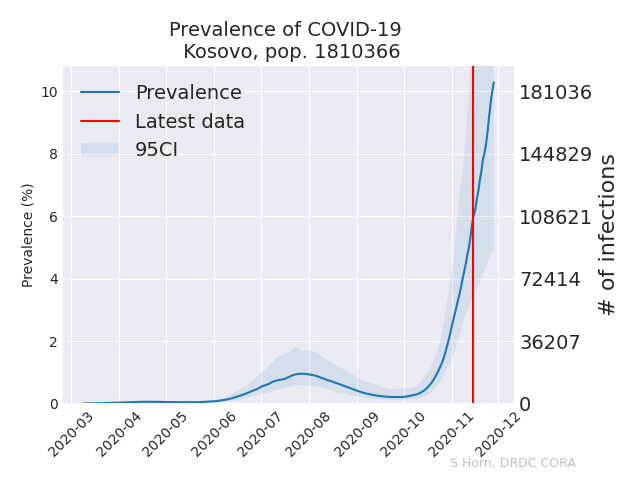 Prevalence of COVID-19
Kosovo, pop. 1810366
Prevalence
Latest data
95CI
Prevalence (%)
10
8
6
4
2
0
181036
144829
108621
72414
36207
0
# of infections
2020-03
2020-04
2020-05
2020-06
2020-07
2020-08
2020-09
2020-10
2020-11
2020-12
S Horn, DRDC CORA